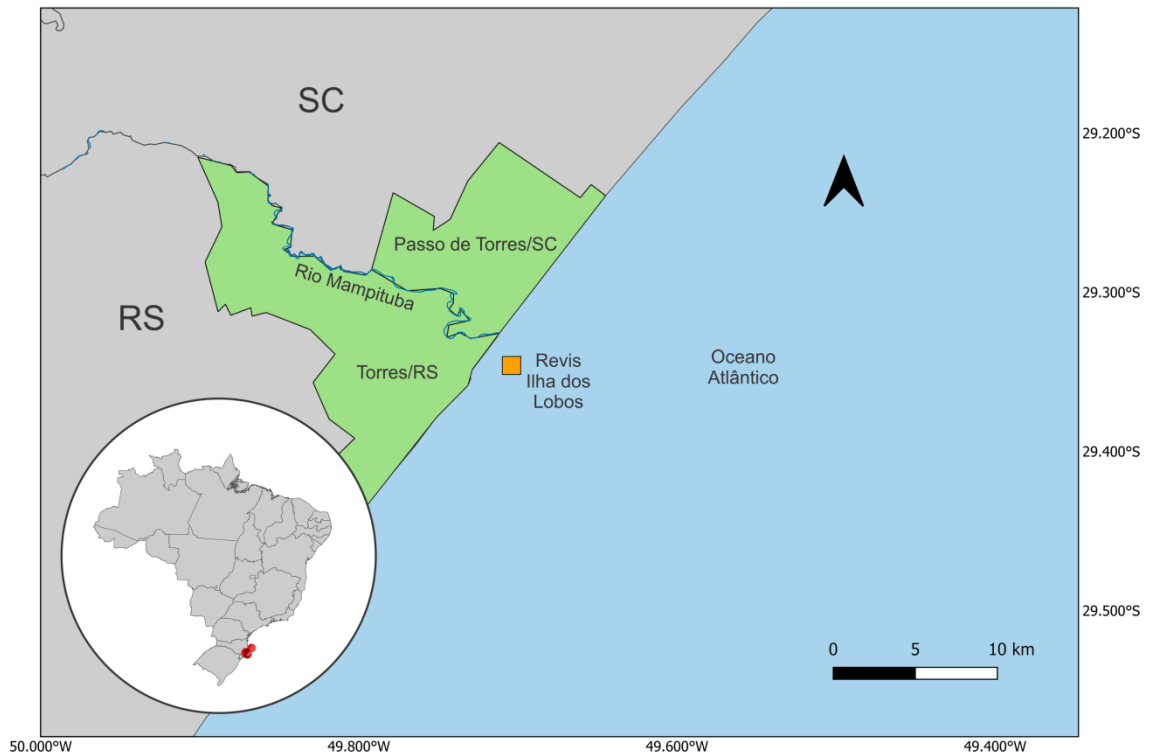 SC
29.200°S
Passo de Torres/SC
Rio Mampituba
29.300°S
RS
Torres/RS
Revis
Ilha dos
Lobos
Oceano
Atlântico
29.400°S
29.500°S
0 5 10 km
50.000°W 49.800°W 49.600°W 49.400°W